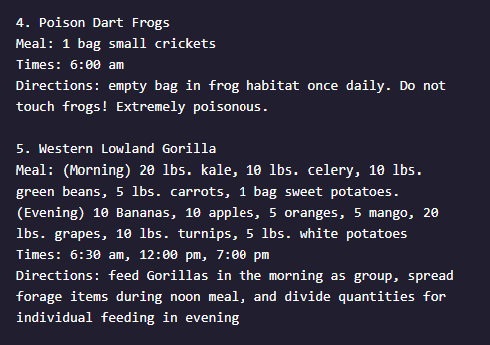 4. Poison Dart Frogs
Meal: 1 bag small crickets
Times: 6:00 am
Directions: empty bag in frog habitat once daily. Do not
touch frogs! Extremely poisonous.
5. Western Lowland Gorilla
Meal: (Morning) 20 lbs. kale, 10 lbs. celery, 10 lbs.
green beans, 5 lbs. carrots, 1 bag sweet potatoes.
(Evening) 10 Bananas, 10 apples, 5 oranges, 5 mango, 20
lbs. grapes, 10 lbs. turnips, 5 lbs. white potatoes
Times: 6:30 am, 12:00 pm, 7:00 pm
Directions: feed Gorillas in the morning as group, spread
forage items during noon meal, and divide quantities for
individual feeding in evening